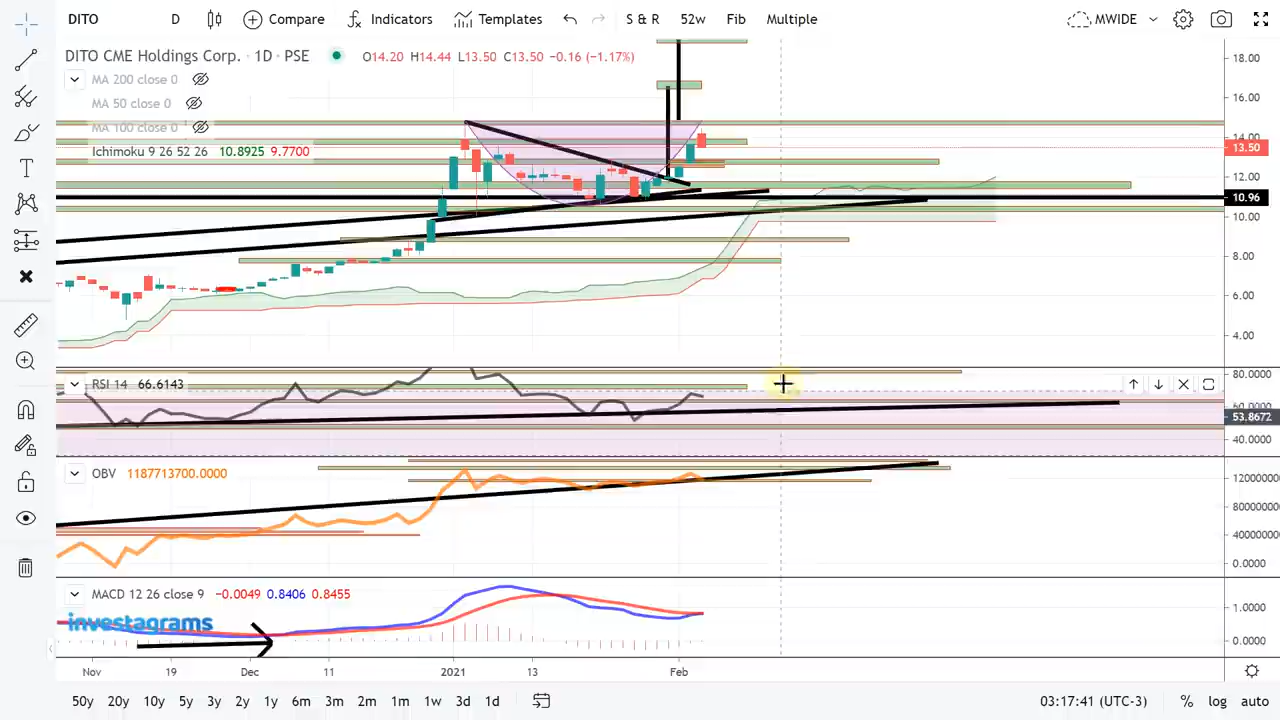 DITO D Compare Indicators Templates S & R 52w Fib Multiple MWIDE
DITO CME Holdings Corp. · 1D · PSE O14.20 H14.44 L13.50 C13.50 −0.16 (−1.17%)
MA 200 close 0
MA 50 close 0
MA 100 close 0
Ichimoku 9 26 52 26 10.8925 9.7700
18.00
16.00
14.00
13.50
12.00
10.96
10.00
8.00
6.00
4.00
RSI 14 66.6143
80.0000
60.0000
53.8672
40.0000
OBV 1187713700.0000
12000000
80000000
40000000
0.0000
MACD 12 26 close 9 −0.0049 0.8406 0.8455
investagrams
1.0000
0.0000
Nov 19 Dec 11 2021 13 Feb
50y 20y 10y 5y 3y 2y 1y 6m 3m 2m 1m 1w 3d 1d 03:17:41 (UTC-3) % log auto